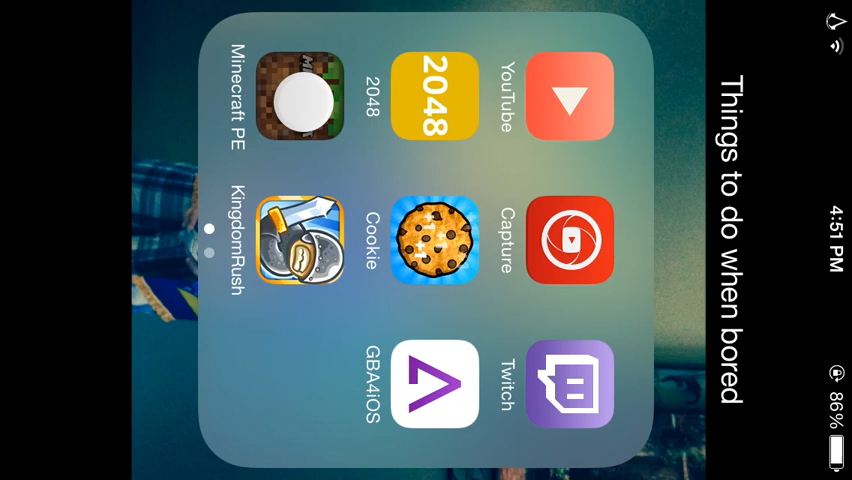 4:51 PM
86%
Things to do when bored
YouTube
Capture
Twitch
2048
2048
Cookie
GBA4iOS
Minecraft PE
KingdomRush